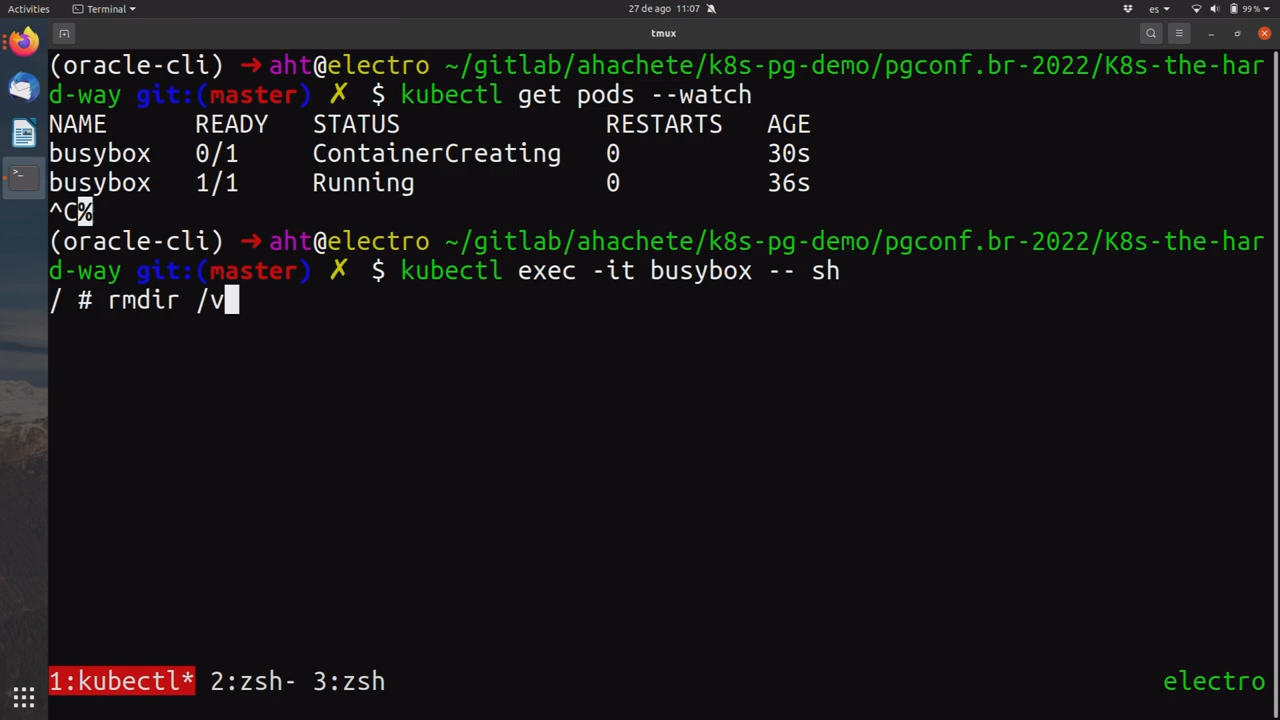 Activities
Terminal
27 de ago 11:07
es
99 %
tmux
(oracle-cli) ➜ aht@electro ~/gitlab/ahachete/k8s-pg-demo/pgconf.br-2022/K8s-the-har
d-way git:(master) ✗ $ kubectl get pods --watch
NAME READY STATUS RESTARTS AGE
busybox 0/1 ContainerCreating 0 30s
busybox 1/1 Running 0 36s
^C%
(oracle-cli) ➜ aht@electro ~/gitlab/ahachete/k8s-pg-demo/pgconf.br-2022/K8s-the-har
d-way git:(master) ✗ $ kubectl exec -it busybox -- sh
/ # rmdir /v
1:kubectl* 2:zsh- 3:zsh electro